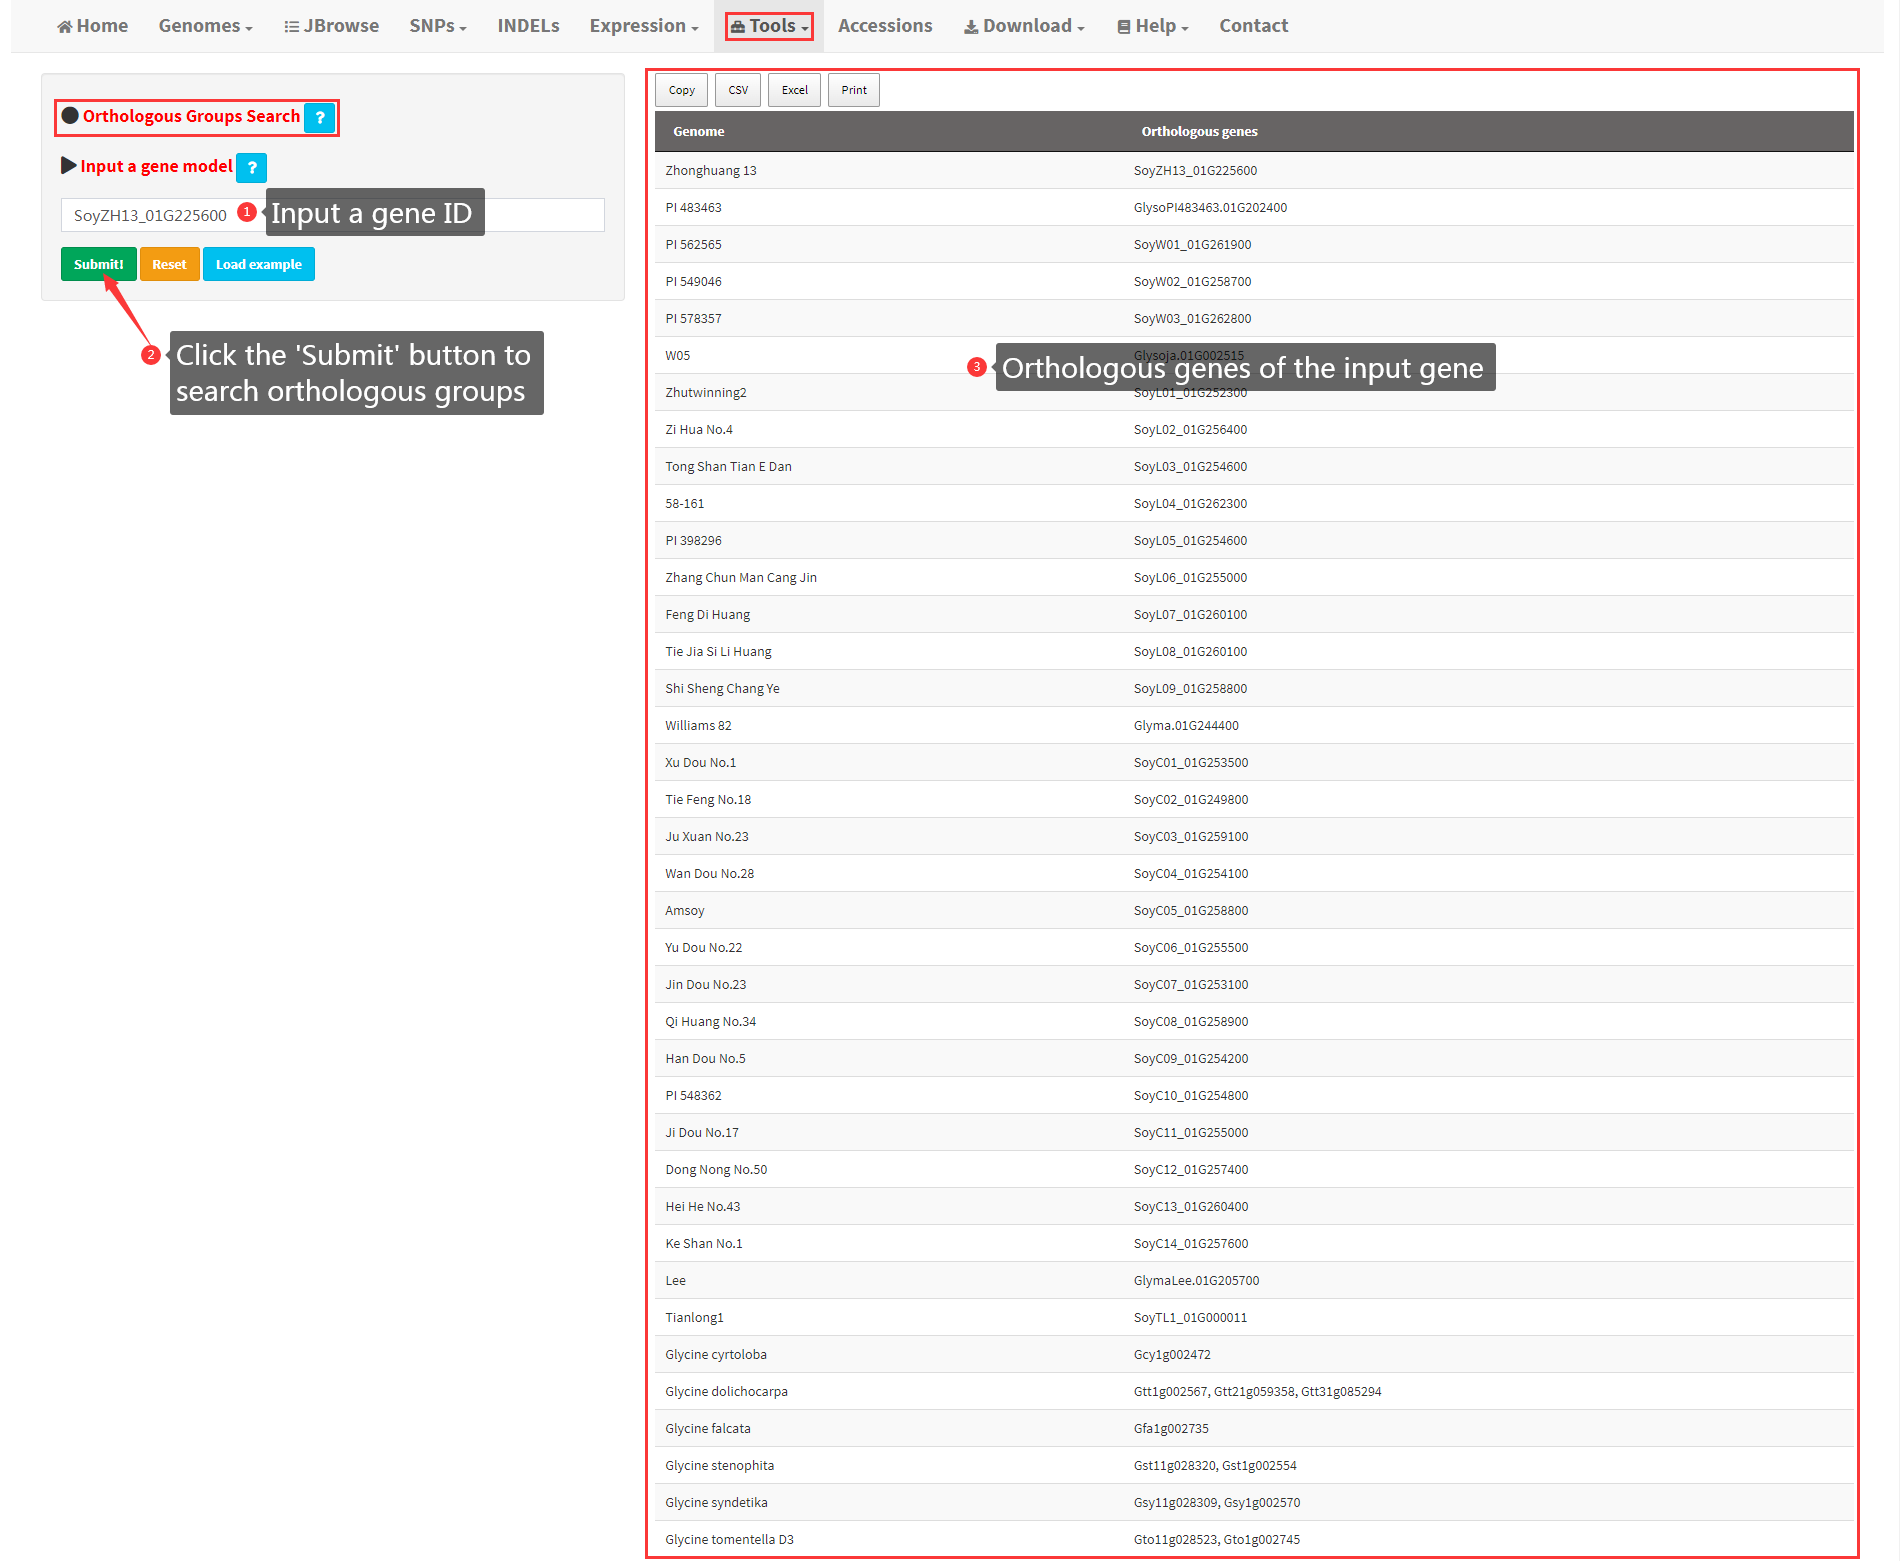 Home Genomes JBrowse SNPs INDELs Expression Tools Accessions Download Help Contact
Orthologous Groups Search ?
Input a gene model ?
SoyZH13_01G225600 1 Input a gene ID
Submit! Reset Load example
2 Click the 'Submit' button to
search orthologous groups
Copy CSV Excel Print
Genome Orthologous genes
Zhonghuang 13 SoyZH13_01G225600
PI 483463 GlysoPI483463.01G202400
PI 562565 SoyW01_01G261900
PI 549046 SoyW02_01G258700
PI 578357 SoyW03_01G262800
W05 Glysoja.01G002515
3 Orthologous genes of the input gene
Zhutwinning2 SoyL01_01G252300
Zi Hua No.4 SoyL02_01G256400
Tong Shan Tian E Dan SoyL03_01G254600
58-161 SoyL04_01G262300
PI 398296 SoyL05_01G254600
Zhang Chun Man Cang Jin SoyL06_01G255000
Feng Di Huang SoyL07_01G260100
Tie Jia Si Li Huang SoyL08_01G260100
Shi Sheng Chang Ye SoyL09_01G258800
Williams 82 Glyma.01G244400
Xu Dou No.1 SoyC01_01G253500
Tie Feng No.18 SoyC02_01G249800
Ju Xuan No.23 SoyC03_01G259100
Wan Dou No.28 SoyC04_01G254100
Amsoy SoyC05_01G258800
Yu Dou No.22 SoyC06_01G255500
Jin Dou No.23 SoyC07_01G253100
Qi Huang No.34 SoyC08_01G258900
Han Dou No.5 SoyC09_01G254200
PI 548362 SoyC10_01G254800
Ji Dou No.17 SoyC11_01G255000
Dong Nong No.50 SoyC12_01G257400
Hei He No.43 SoyC13_01G260400
Ke Shan No.1 SoyC14_01G257600
Lee GlymaLee.01G205700
Tianlong1 SoyTL1_01G000011
Glycine cyrtoloba Gcy1g002472
Glycine dolichocarpa Gtt1g002567, Gtt21g059358, Gtt31g085294
Glycine falcata Gfa1g002735
Glycine stenophita Gst11g028320, Gst1g002554
Glycine syndetika Gsy11g028309, Gsy1g002570
Glycine tomentella D3 Gto11g028523, Gto1g002745